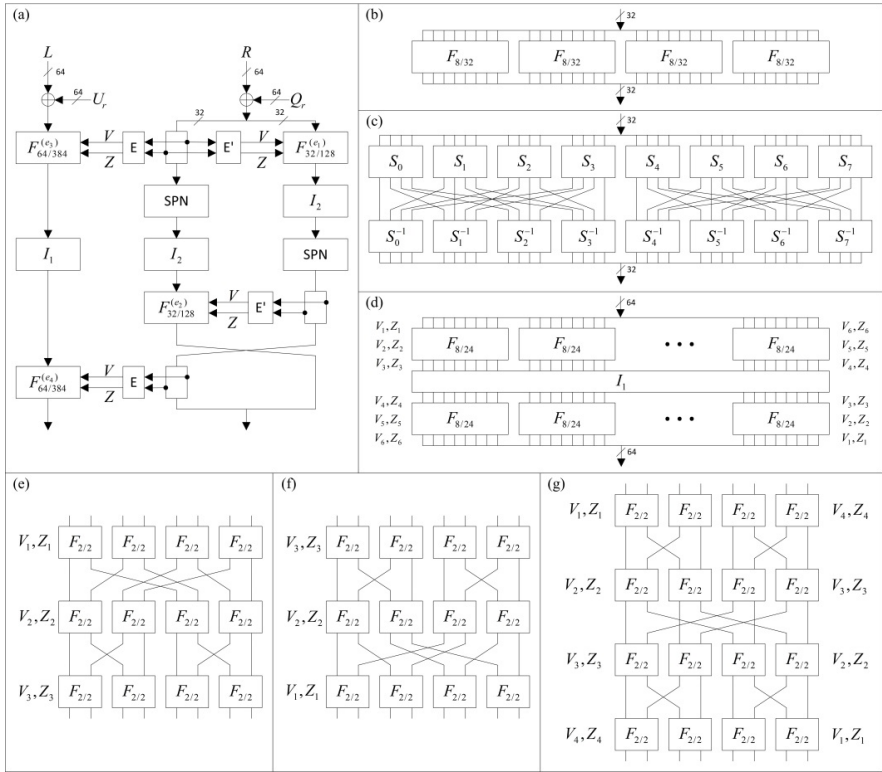 (a)
L R
64 64
64 U_r 64 Q_r
32 32
F_{64/384}^{(e_3)} V Z E E' V Z F_{32/128}^{(e_1)}
SPN I_2
I_1 I_2 SPN
F_{32/128}^{(e_2)} V Z E'
F_{64/384}^{(e_4)} V Z E
(b)
32
F_{8/32} F_{8/32} F_{8/32} F_{8/32}
32
(c)
32
S_0 S_1 S_2 S_3 S_4 S_5 S_6 S_7
S_0^{-1} S_1^{-1} S_2^{-1} S_3^{-1} S_4^{-1} S_5^{-1} S_6^{-1} S_7^{-1}
32
(d)
64
V_1,Z_1 V_6,Z_6
V_2,Z_2 F_{8/24} F_{8/24} ••• F_{8/24} V_5,Z_5
V_3,Z_3 V_4,Z_4
I_1
V_4,Z_4 V_3,Z_3
V_5,Z_5 F_{8/24} F_{8/24} ••• F_{8/24} V_2,Z_2
V_6,Z_6 V_1,Z_1
64
(e)
V_1,Z_1 F_{2/2} F_{2/2} F_{2/2} F_{2/2}
V_2,Z_2 F_{2/2} F_{2/2} F_{2/2} F_{2/2}
V_3,Z_3 F_{2/2} F_{2/2} F_{2/2} F_{2/2}
(f)
V_3,Z_3 F_{2/2} F_{2/2} F_{2/2} F_{2/2}
V_2,Z_2 F_{2/2} F_{2/2} F_{2/2} F_{2/2}
V_1,Z_1 F_{2/2} F_{2/2} F_{2/2} F_{2/2}
(g)
V_1,Z_1 F_{2/2} F_{2/2} F_{2/2} F_{2/2} V_4,Z_4
V_2,Z_2 F_{2/2} F_{2/2} F_{2/2} F_{2/2} V_3,Z_3
V_3,Z_3 F_{2/2} F_{2/2} F_{2/2} F_{2/2} V_2,Z_2
V_4,Z_4 F_{2/2} F_{2/2} F_{2/2} F_{2/2} V_1,Z_1